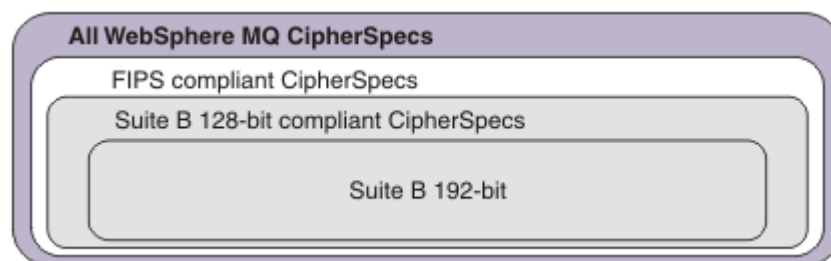 All WebSphere MQ CipherSpecs
FIPS compliant CipherSpecs
Suite B 128-bit compliant CipherSpecs
Suite B 192-bit